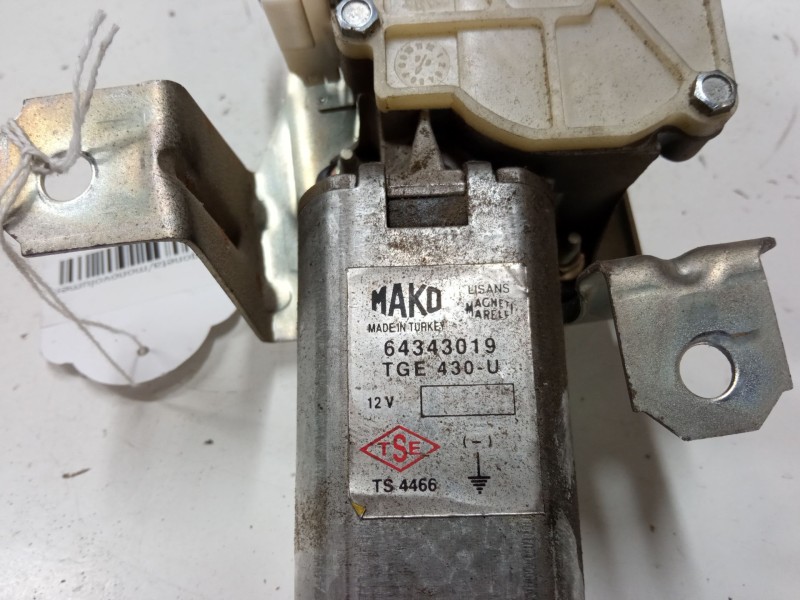 MAKO
LISANS
MAGNETI
MARELLI
MADE IN TURKEY
64343019
TGE 430-U
12 V
TSE
(-)
TS 4466